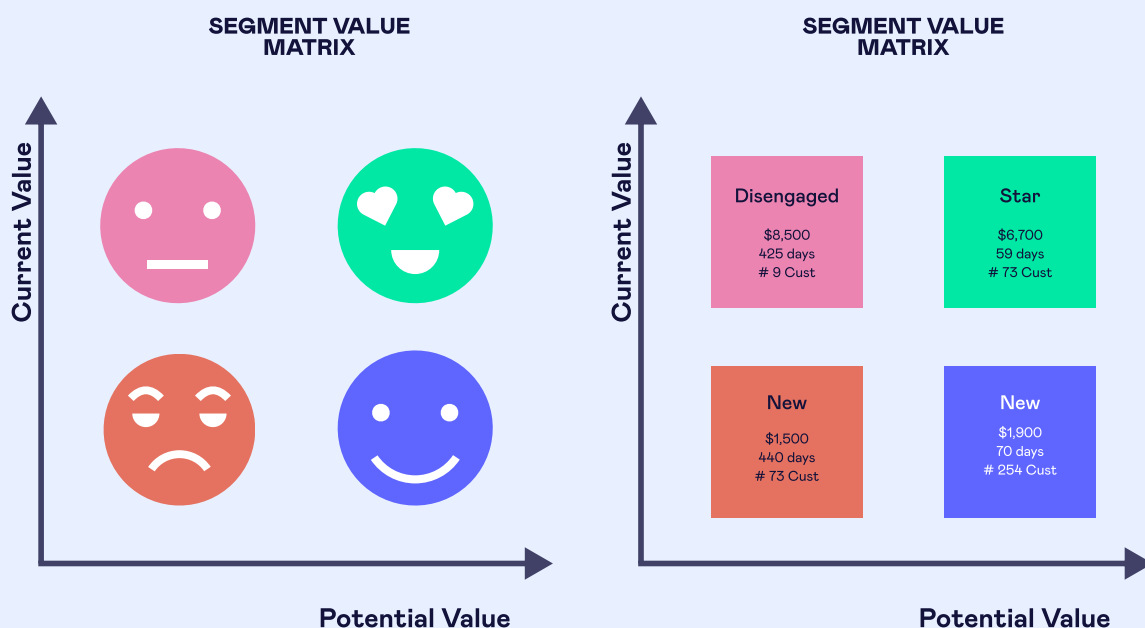 SEGMENT VALUE
MATRIX
Current Value
Potential Value
SEGMENT VALUE
MATRIX
Current Value
Disengaged
$8,500
425 days
# 9 Cust
Star
$6,700
59 days
# 73 Cust
New
$1,500
440 days
# 73 Cust
New
$1,900
70 days
# 254 Cust
Potential Value